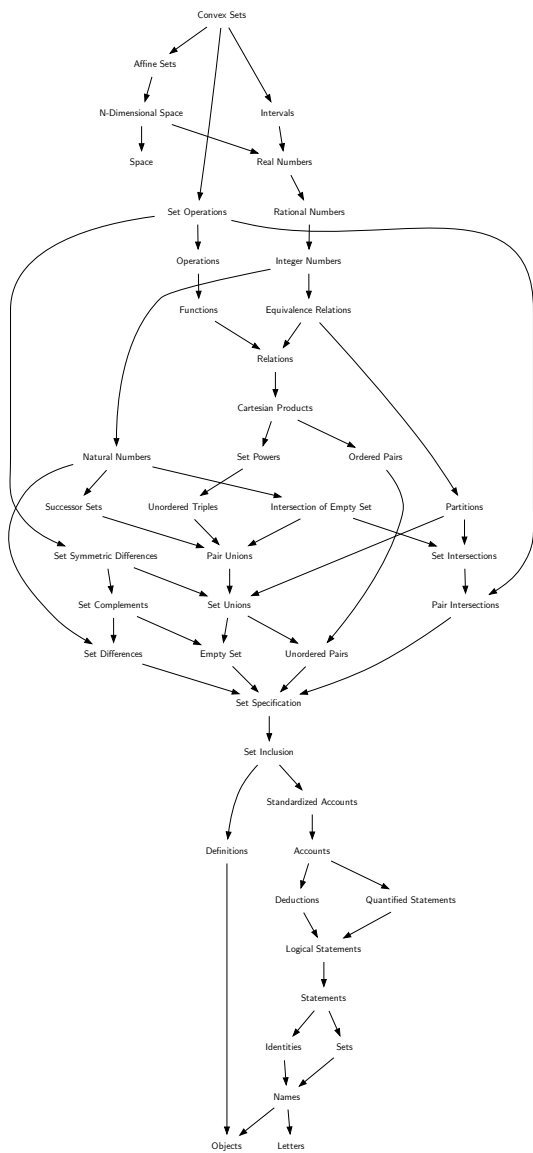 Convex Sets
Affine Sets
N-Dimensional Space
Intervals
Space
Real Numbers
Set Operations
Rational Numbers
Operations
Integer Numbers
Functions
Equivalence Relations
Relations
Cartesian Products
Natural Numbers
Set Powers
Ordered Pairs
Successor Sets
Unordered Triples
Intersection of Empty Set
Partitions
Set Symmetric Differences
Pair Unions
Set Intersections
Set Complements
Set Unions
Pair Intersections
Set Differences
Empty Set
Unordered Pairs
Set Specification
Set Inclusion
Standardized Accounts
Definitions
Accounts
Deductions
Quantified Statements
Logical Statements
Statements
Identities
Sets
Names
Objects
Letters